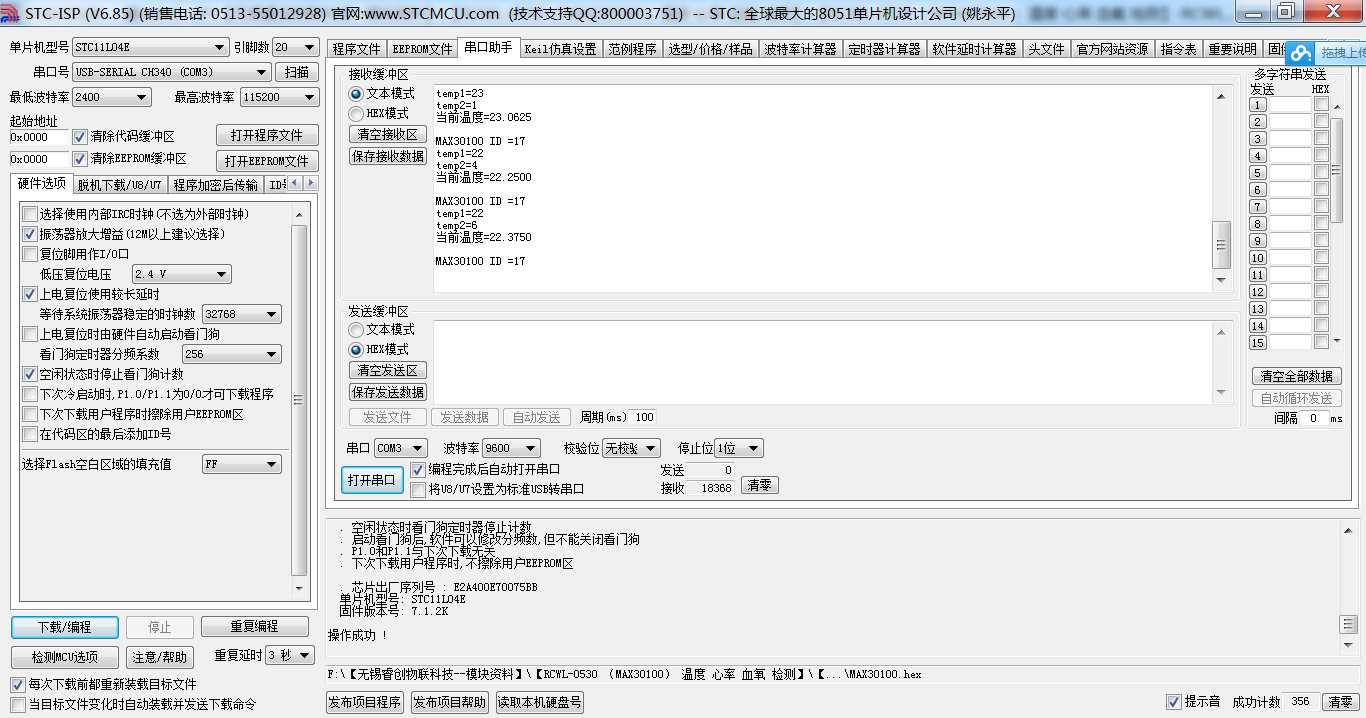 STC-ISP (V6.85) (销售电话: 0513-55012928) 官网:www.STCMCU.com (技术支持QQ:800003751) -- STC: 全球最大的8051单片机设计公司 (姚永平)
单片机型号 STC11L04E 引脚数 20
串口号 USB-SERIAL CH340 (COM3) 扫描
最低波特率 2400 最高波特率 115200
起始地址
0x0000 清除代码缓冲区 打开程序文件
0x0000 清除EEPROM缓冲区 打开EEPROM文件
硬件选项 脱机下载/U8/U7 程序加密后传输
选择使用内部IRC时钟(不选为外部时钟)
振荡器放大增益(12M以上建议选择)
复位脚用作I/O口
低压复位电压 2.4 V
上电复位使用较长延时
等待系统振荡器稳定的时钟数 32768
上电复位时由硬件自动启动看门狗
看门狗定时器分频系数 256
空闲状态时停止看门狗计数
下次冷启动时,P1.0/P1.1为0/0才可下载程序
下次下载用户程序时擦除用户EEPROM区
在代码区的最后添加ID号
选择Flash空白区域的填充值 FF
下载/编程 停止 重复编程
检测MCU选项 注意/帮助 重复延时 3 秒
每次下载前都重新装载目标文件
当目标文件变化时自动装载并发送下载命令
程序文件 EEPROM文件 串口助手 Keil仿真设置 范例程序 选型/价格/样品 波特率计算器 定时器计算器 软件延时计算器 头文件 官方网站资源 指令表 重要说明
拖拽上传
接收缓冲区
文本模式
HEX模式
清空接收区
保存接收数据
temp1=23
temp2=1
当前温度=23.0625
MAX30100 ID =17
temp1=22
temp2=4
当前温度=22.2500
MAX30100 ID =17
temp1=22
temp2=6
当前温度=22.3750
MAX30100 ID =17
发送缓冲区
文本模式
HEX模式
清空发送区
保存发送数据
发送文件 发送数据 自动发送 周期(ms) 100
串口 COM3 波特率 9600 校验位 无校验 停止位 1位
打开串口 编程完成后自动打开串口 发送 0
将U8/U7设置为标准USB转串口 接收 18368 清零
多字符串发送
发送 HEX
1
2
3
4
5
6
7
8
9
10
11
12
13
14
15
清空全部数据
自动循环发送
间隔 0 ms
. 空闲状态时看门狗定时器停止计数
. 启动看门狗后,软件可以修改分频数,但不能关闭看门狗
. P1.0和P1.1与下次下载无关
. 下次下载用户程序时,不擦除用户EEPROM区
. 芯片出厂序列号 : E2A400E70075BB
单片机型号: STC11L04E
固件版本号: 7.1.2K
操作成功 !
F:\【无锡睿创物联科技--模块资料】\【RCWL-0530 （MAX30100） 温度 心率 血氧 检测】\【...\MAX30100.hex
发布项目程序 发布项目帮助 读取本机硬盘号 提示音 成功计数 356 清零